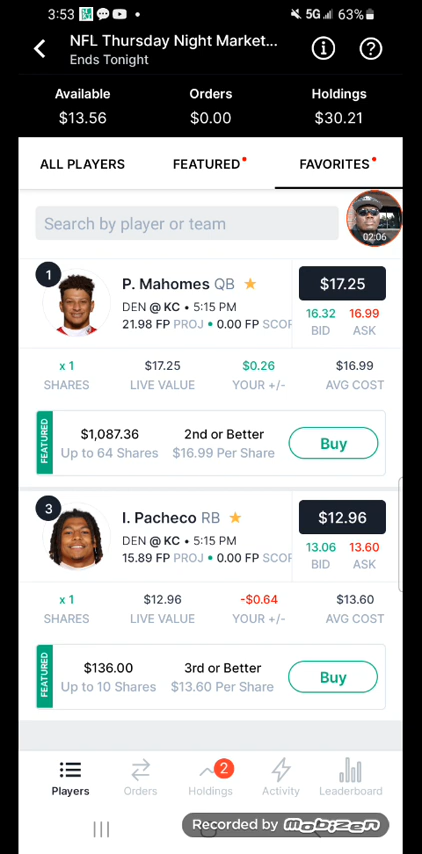 3:53
5G
63%
NFL Thursday Night Market...
Ends Tonight
Available
Orders
Holdings
$13.56
$0.00
$30.21
ALL PLAYERS
FEATURED
FAVORITES
Search by player or team
02:06
1
P. Mahomes QB
$17.25
DEN @ KC • 5:15 PM
16.32
16.99
21.98 FP PROJ • 0.00 FP SCOR
BID
ASK
x 1
$17.25
$0.26
$16.99
SHARES
LIVE VALUE
YOUR +/-
AVG COST
FEATURED
$1,087.36
2nd or Better
Up to 64 Shares
$16.99 Per Share
Buy
3
I. Pacheco RB
$12.96
DEN @ KC • 5:15 PM
13.06
13.60
15.89 FP PROJ • 0.00 FP SCOR
BID
ASK
x 1
$12.96
-$0.64
$13.60
SHARES
LIVE VALUE
YOUR +/-
AVG COST
FEATURED
$136.00
3rd or Better
Up to 10 Shares
$13.60 Per Share
Buy
2
Players
Orders
Holdings
Activity
Leaderboard
Recorded by Mobizen